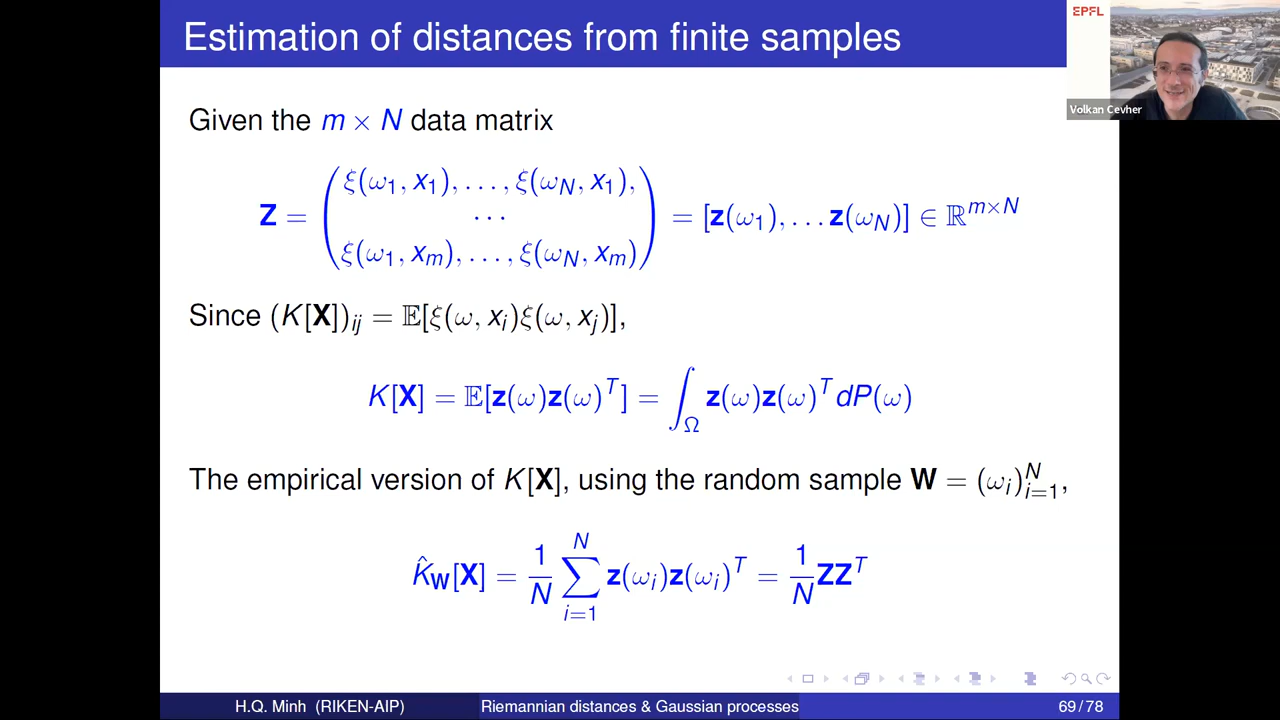 Estimation of distances from finite samples
EPFL
Volkan Cevher
Given the m × N data matrix
Z = ( ξ(ω₁, x₁), . . . , ξ(ω_N, x₁),
· · ·
ξ(ω₁, x_m), . . . , ξ(ω_N, x_m) ) = [z(ω₁), . . . z(ω_N)] ∈ ℝ^{m×N}
Since (K[X])_{ij} = 𝔼[ξ(ω, x_i)ξ(ω, x_j)],
K[X] = 𝔼[z(ω)z(ω)^T] = ∫_Ω z(ω)z(ω)^T dP(ω)
The empirical version of K[X], using the random sample W = (ω_i)_{i=1}^N,
K̂_W[X] = 1/N ∑_{i=1}^N z(ω_i)z(ω_i)^T = 1/N ZZ^T
H.Q. Minh (RIKEN-AIP) Riemannian distances & Gaussian processes 69 / 78